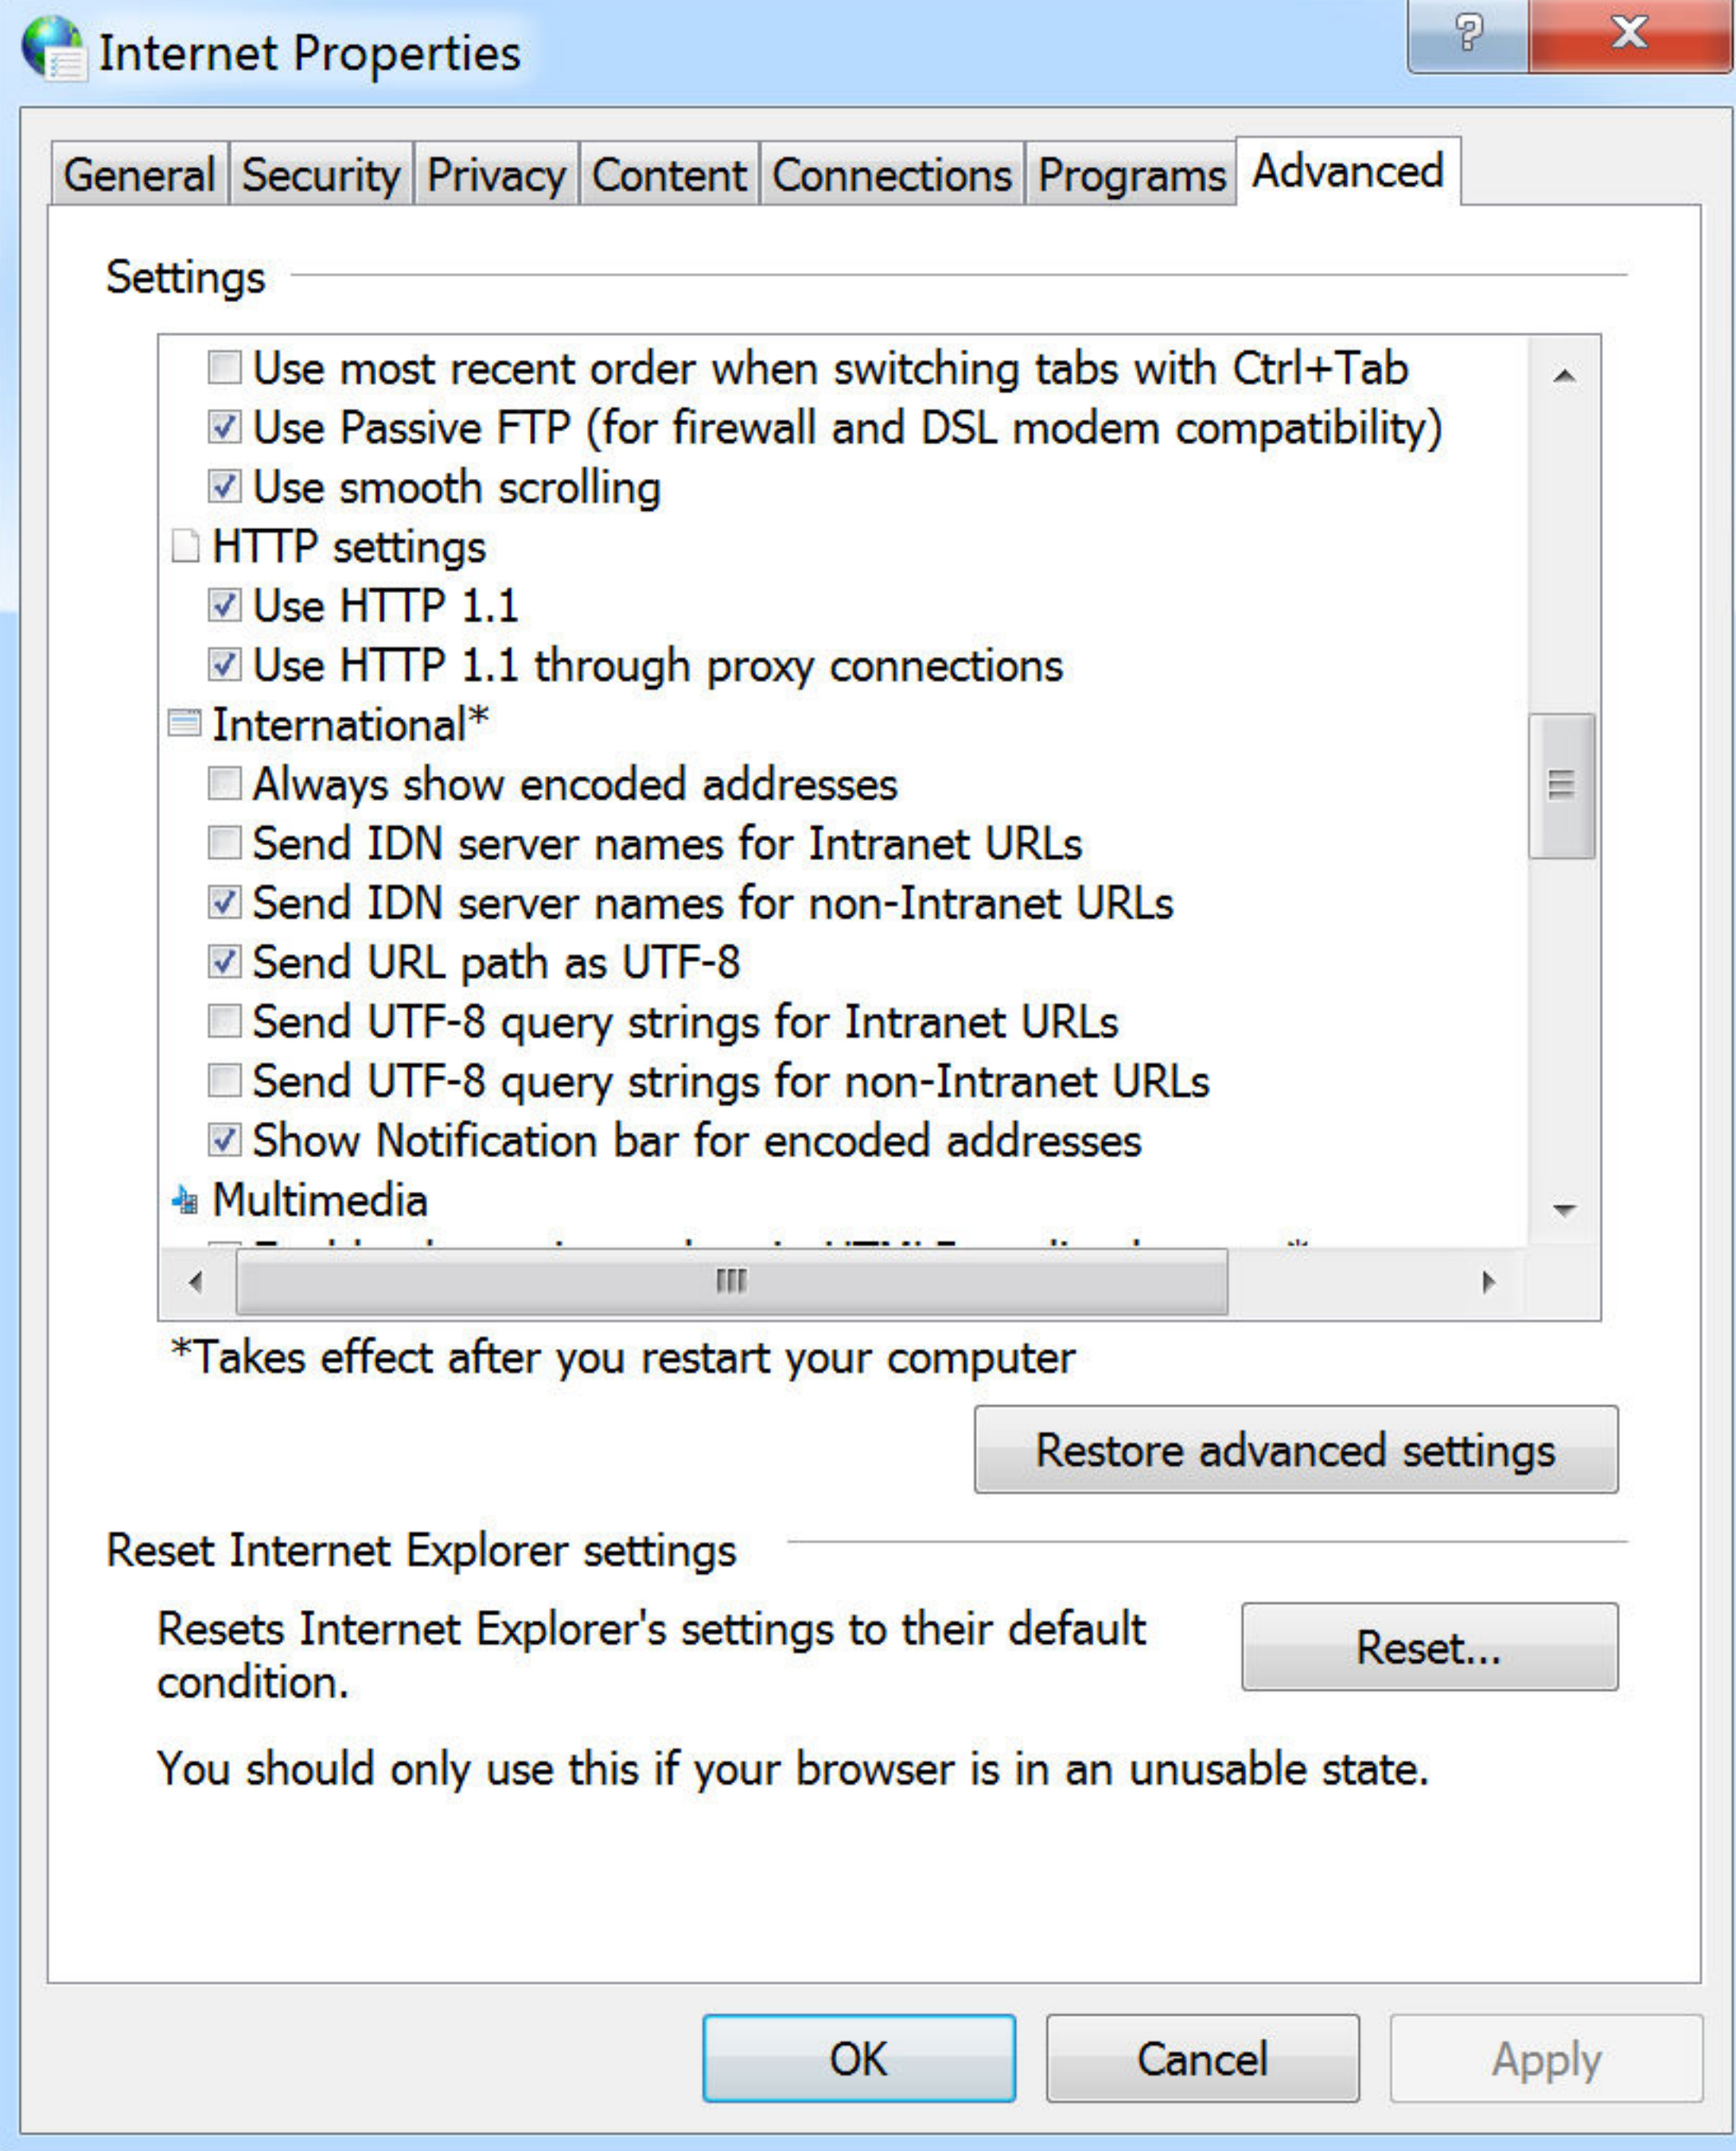 Internet Properties
General Security Privacy Content Connections Programs Advanced
Settings
Use most recent order when switching tabs with Ctrl+Tab
Use Passive FTP (for firewall and DSL modem compatibility)
Use smooth scrolling
HTTP settings
Use HTTP 1.1
Use HTTP 1.1 through proxy connections
International*
Always show encoded addresses
Send IDN server names for Intranet URLs
Send IDN server names for non-Intranet URLs
Send URL path as UTF-8
Send UTF-8 query strings for Intranet URLs
Send UTF-8 query strings for non-Intranet URLs
Show Notification bar for encoded addresses
Multimedia
*Takes effect after you restart your computer
Restore advanced settings
Reset Internet Explorer settings
Resets Internet Explorer's settings to their default
condition.
Reset...
You should only use this if your browser is in an unusable state.
OK Cancel Apply